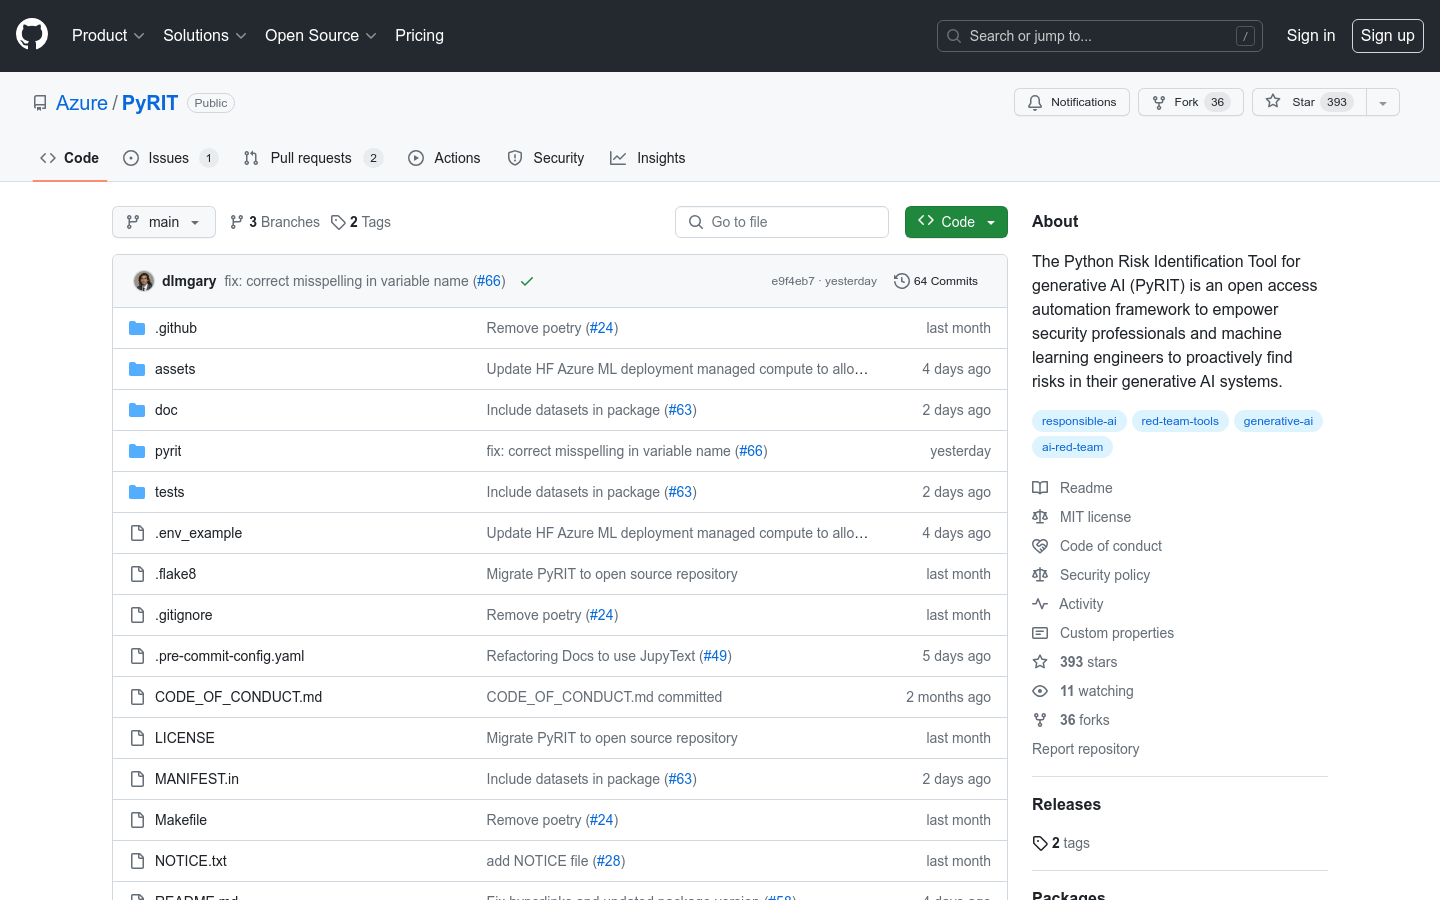 Product Solutions Open Source Pricing Search or jump to... / Sign in Sign up
Azure / PyRIT Public Notifications Fork 36 Star 393
Code Issues 1 Pull requests 2 Actions Security Insights
main 3 Branches 2 Tags Go to file Code
dlmgary fix: correct misspelling in variable name (#66) e9f4eb7 · yesterday 64 Commits
.github Remove poetry (#24) last month
assets Update HF Azure ML deployment managed compute to allo… 4 days ago
doc Include datasets in package (#63) 2 days ago
pyrit fix: correct misspelling in variable name (#66) yesterday
tests Include datasets in package (#63) 2 days ago
.env_example Update HF Azure ML deployment managed compute to allo… 4 days ago
.flake8 Migrate PyRIT to open source repository last month
.gitignore Remove poetry (#24) last month
.pre-commit-config.yaml Refactoring Docs to use JupyText (#49) 5 days ago
CODE_OF_CONDUCT.md CODE_OF_CONDUCT.md committed 2 months ago
LICENSE Migrate PyRIT to open source repository last month
MANIFEST.in Include datasets in package (#63) 2 days ago
Makefile Remove poetry (#24) last month
NOTICE.txt add NOTICE file (#28) last month
README.md Fix hyperlinks and updated package version (#58) 4 days ago
About
The Python Risk Identification Tool for
generative AI (PyRIT) is an open access
automation framework to empower
security professionals and machine
learning engineers to proactively find
risks in their generative AI systems.
responsible-ai red-team-tools generative-ai
ai-red-team
Readme
MIT license
Code of conduct
Security policy
Activity
Custom properties
393 stars
11 watching
36 forks
Report repository
Releases
2 tags
Packages